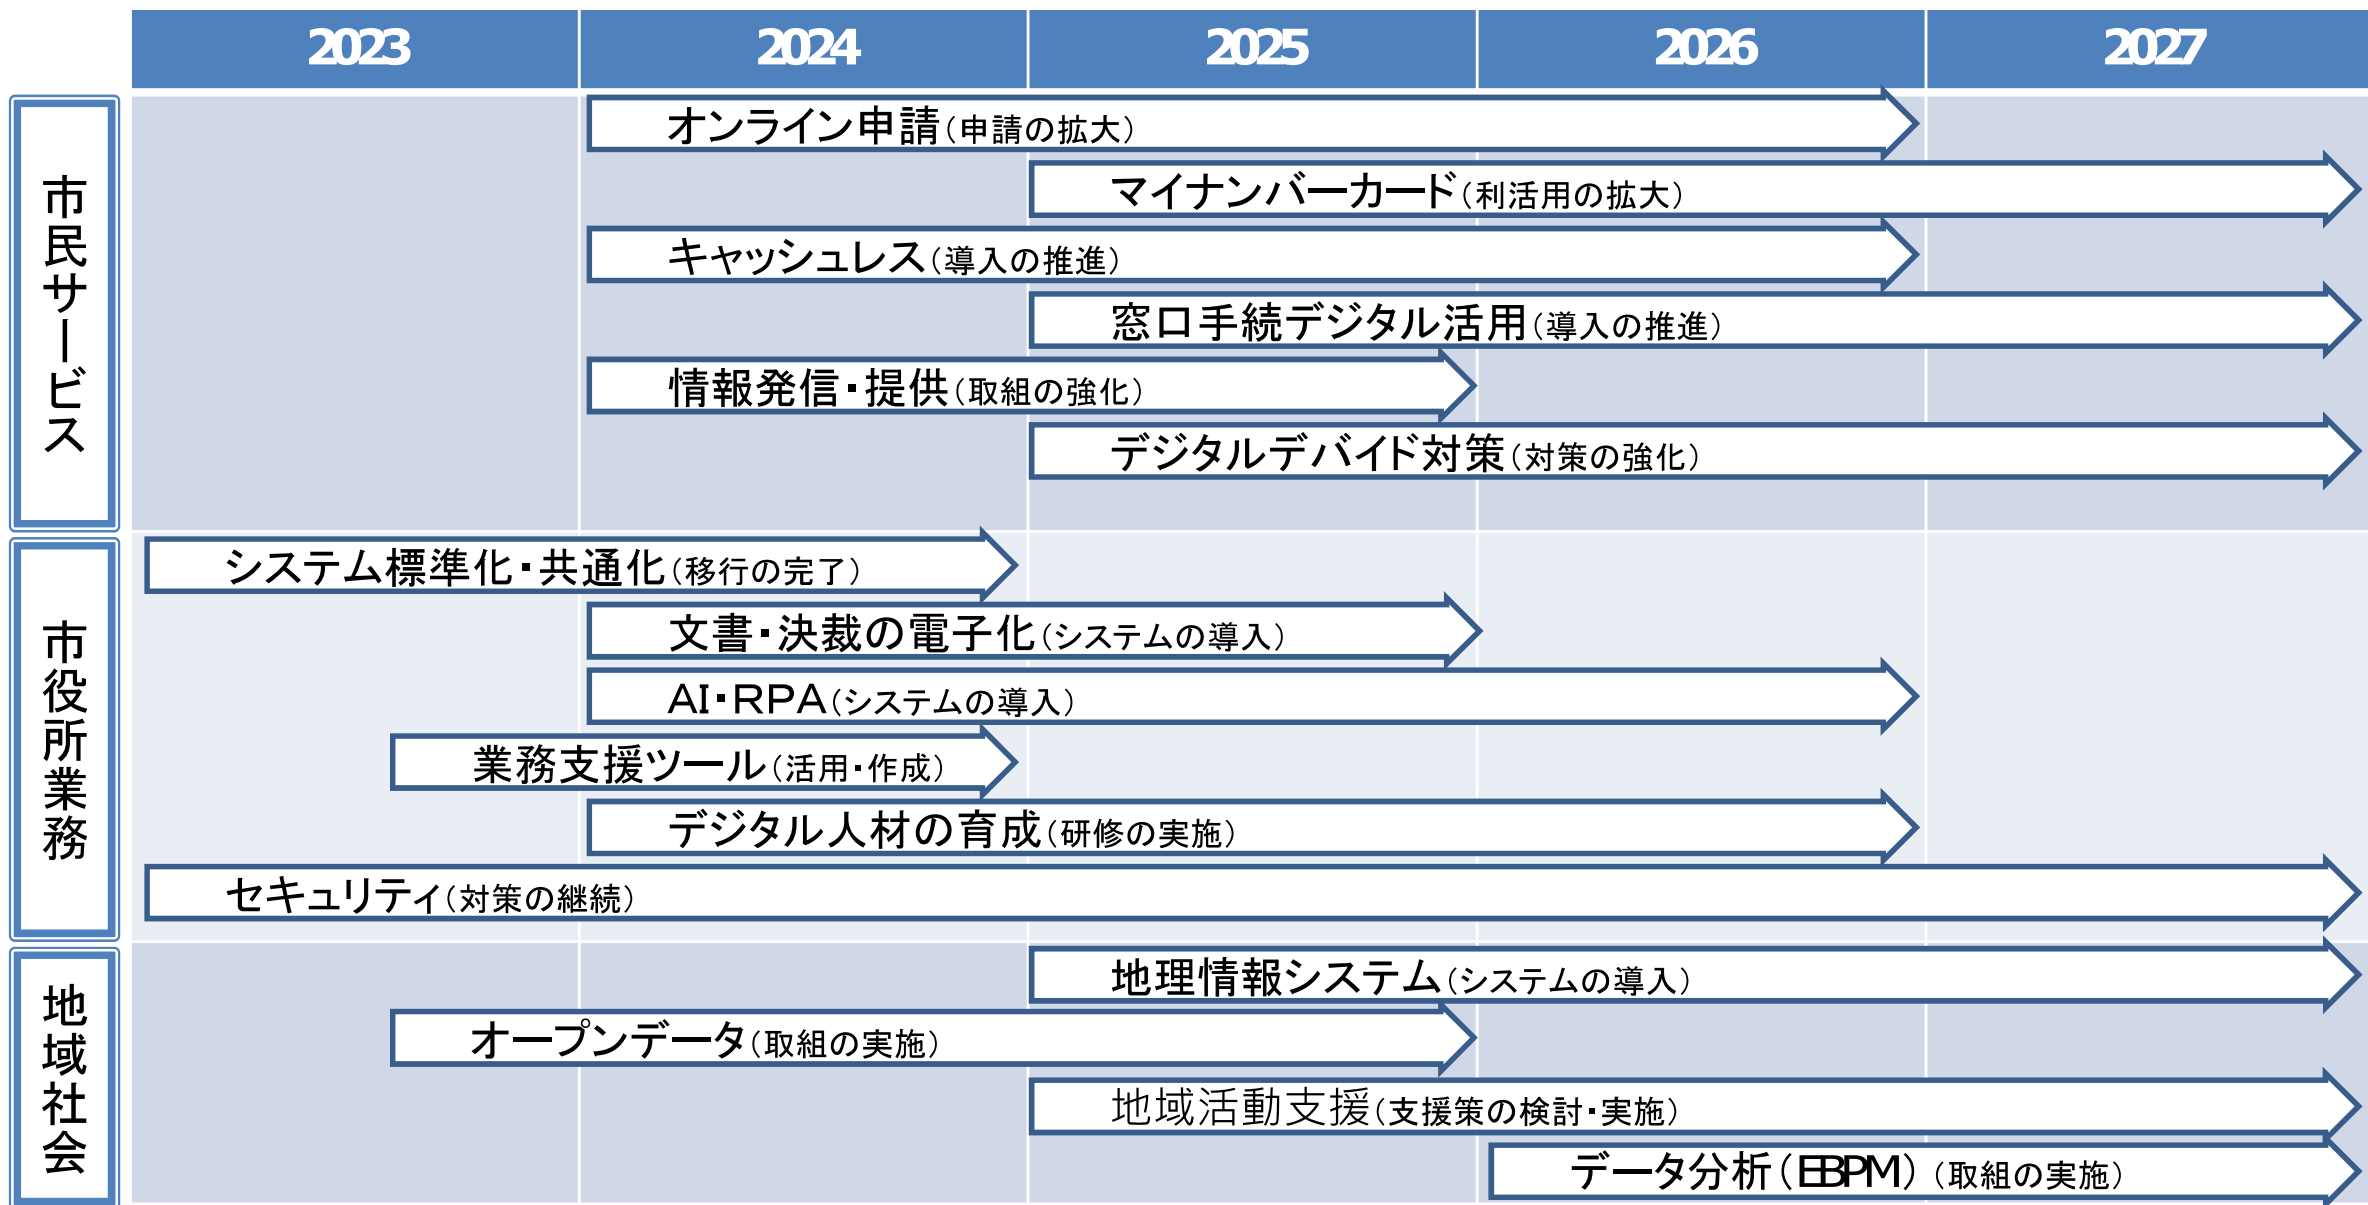 2023 2024 2025 2026 2027
市民サービス
オンライン申請（申請の拡大）
マイナンバーカード（利活用の拡大）
キャッシュレス（導入の推進）
窓口手続デジタル活用（導入の推進）
情報発信・提供（取組の強化）
デジタルデバイド対策（対策の強化）
市役所業務
システム標準化・共通化（移行の完了）
文書・決裁の電子化（システムの導入）
AI・RPA（システムの導入）
業務支援ツール（活用・作成）
デジタル人材の育成（研修の実施）
セキュリティ（対策の継続）
地域社会
地理情報システム（システムの導入）
オープンデータ（取組の実施）
地域活動支援（支援策の検討・実施）
データ分析（EBPM）（取組の実施）